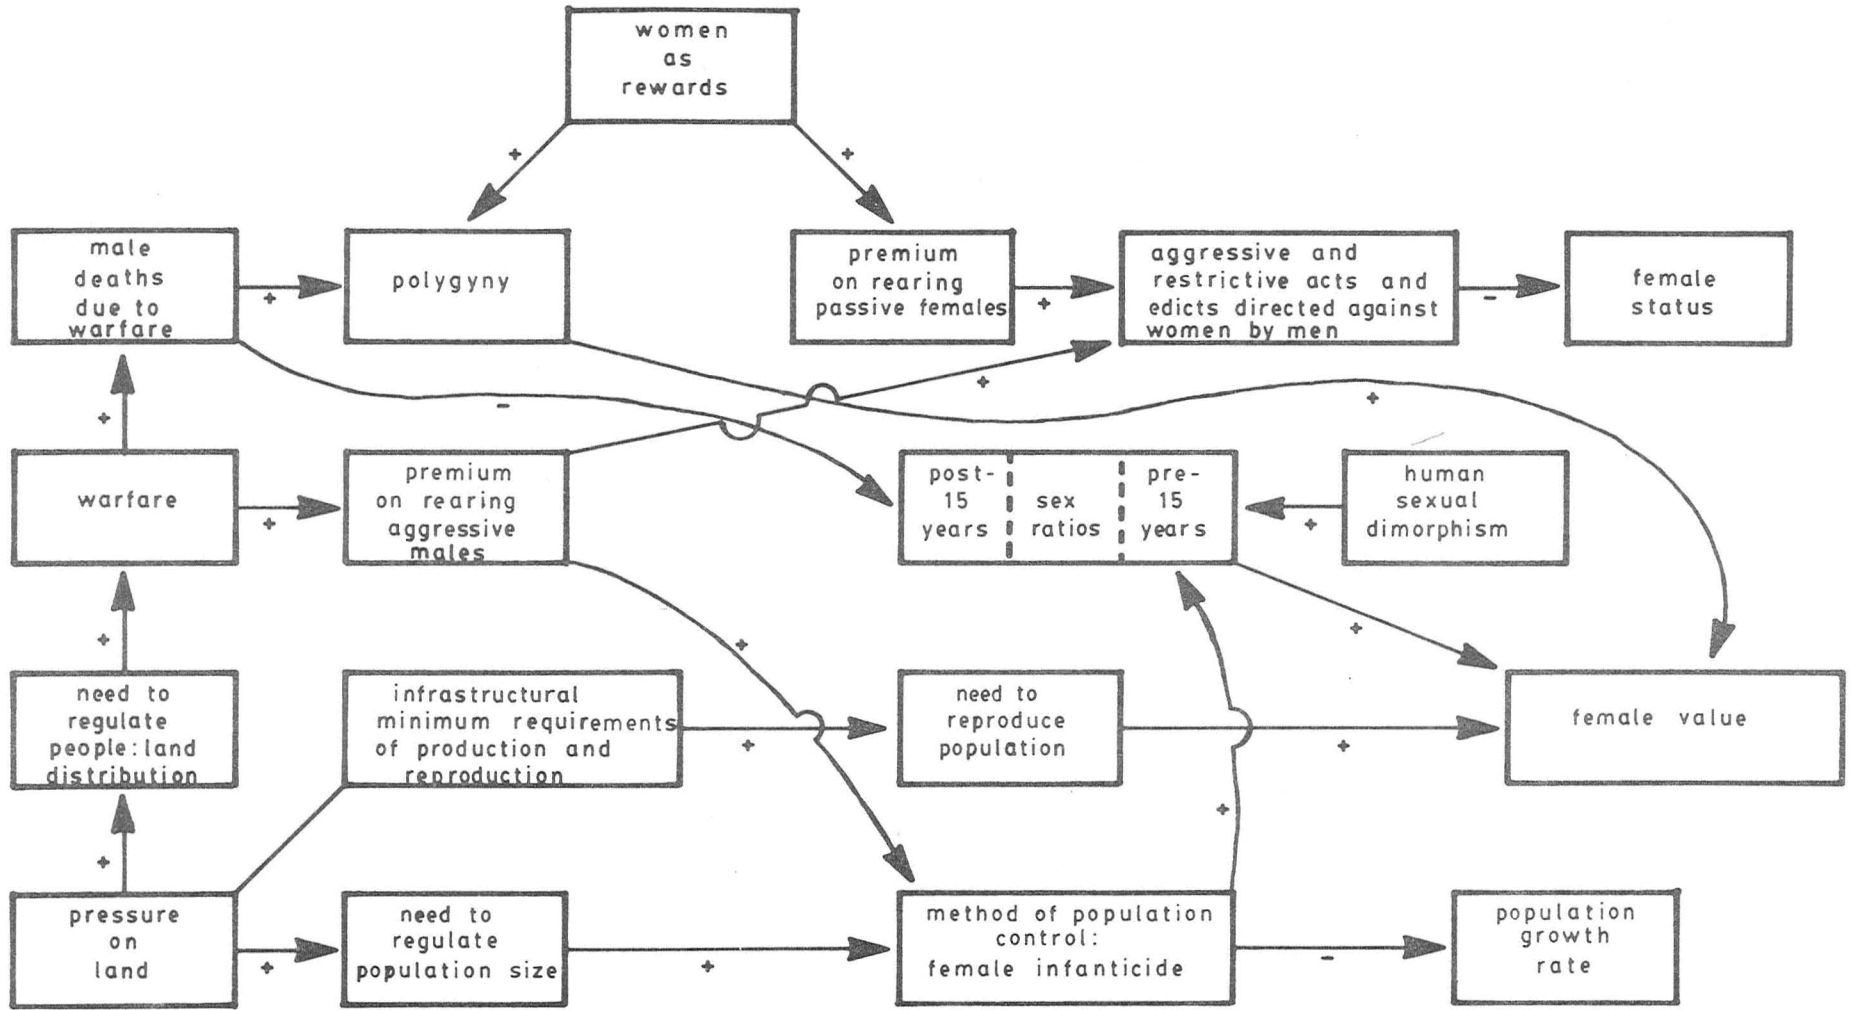 women
as
rewards
+
+
male
deaths
due to
warfare
+
polygyny
premium
on rearing
passive females
+
aggressive and
restrictive acts and
edicts directed against
women by men
-
female
status
+
-
+
+
warfare
+
premium
on rearing
aggressive
males
post-
15
years
sex
ratios
pre-
15
years
+
human
sexual
dimorphism
+
+
+
need to
regulate
people: land
distribution
infrastructural
minimum requirements
of production and
reproduction
+
need to
reproduce
population
+
female value
+
+
pressure
on
land
+
need to
regulate
population size
+
method of population
control:
female infanticide
-
population
growth
rate